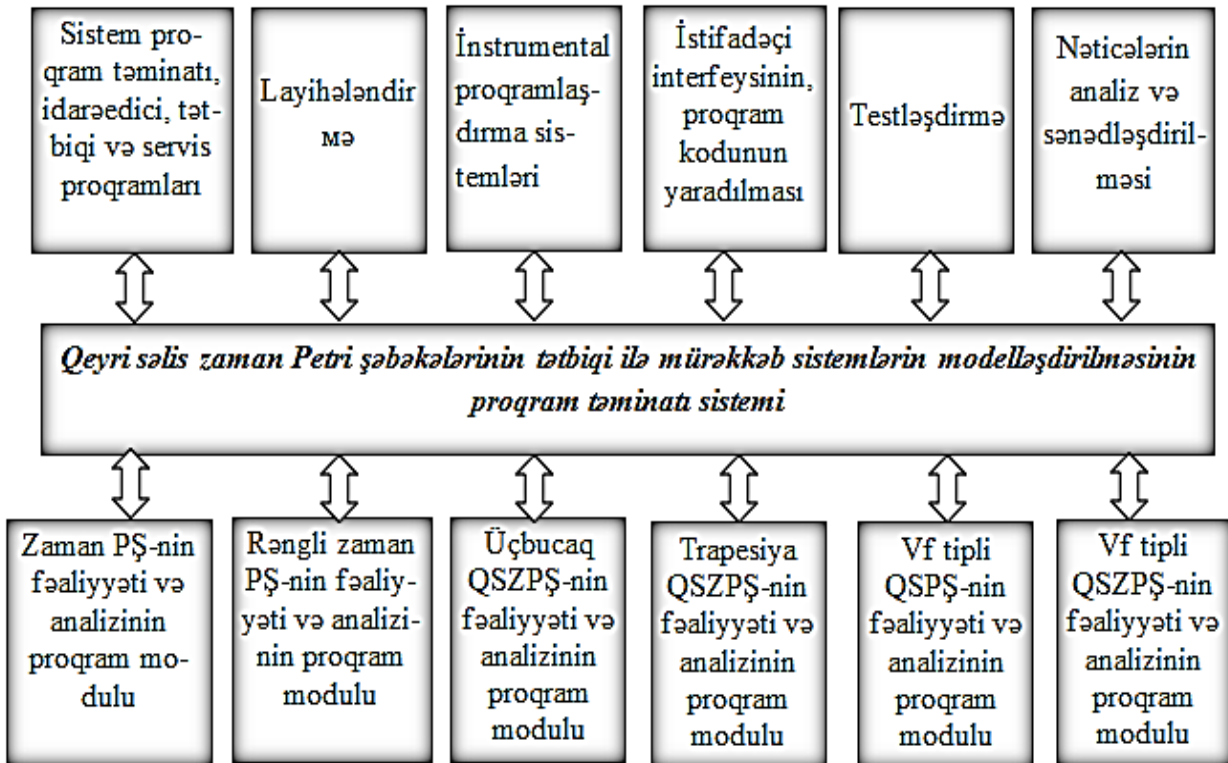 Sistem pro-
qram təminatı,
idarəedici, tət-
biqi və servis
proqramları
Layihələndir
мə
İnstrumental
proqramlaş-
dırma sis-
temləri
İstifadəçi
interfeysinin,
proqram
kodunun
yaradılması
Testləşdirmə
Nəticələrin
analiz və
sənədləşdiril-
məsi
Qeyri səlis zaman Petri şəbəkələrinin tətbiqi ilə mürəkkəb sistemlərin modelləşdirilməsinin
proqram təminatı sistemi
Zaman PŞ-nin
fəaliyyəti və
analizinin
proqram mo-
dulu
Rəngli zaman
PŞ-nin fəaliy-
yəti və analizi-
nin proqram
modulu
Üçbucaq
QSZPŞ-nin
fəaliyyəti və
analizinin
proqram
modulu
Trapesiya
QSZPŞ-nin
fəaliyyəti və
analizinin
proqram
modulu
Vf tipli
QSPŞ-nin
fəaliyyəti və
analizinin
proqram
modulu
Vf tipli
QSZPŞ-nin
fəaliyyəti və
analizinin
proqram
modulu